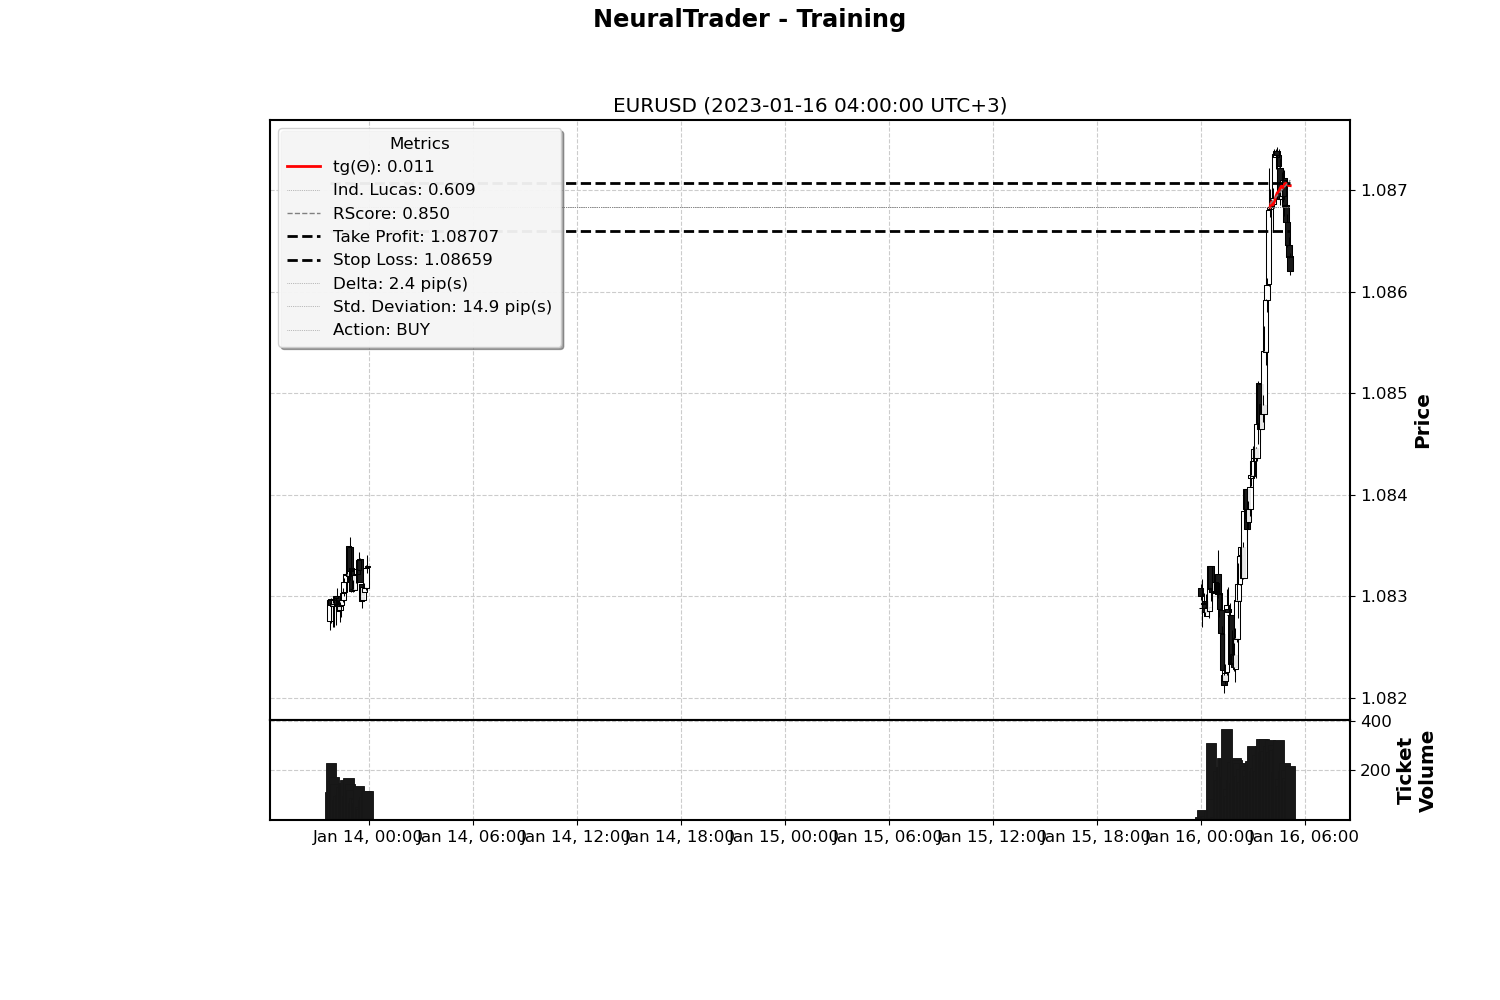 NeuralTrader - Training
EURUSD (2023-01-16 04:00:00 UTC+3)
Metrics
tg(Θ): 0.011
Ind. Lucas: 0.609
RScore: 0.850
Take Profit: 1.08707
Stop Loss: 1.08659
Delta: 2.4 pip(s)
Std. Deviation: 14.9 pip(s)
Action: BUY
1.087
1.086
1.085
1.084
1.083
1.082
Price
400
200
Ticket
Volume
Jan 14, 00:00 Jan 14, 06:00 Jan 14, 12:00 Jan 14, 18:00 Jan 15, 00:00 Jan 15, 06:00 Jan 15, 12:00 Jan 15, 18:00 Jan 16, 00:00 Jan 16, 06:00